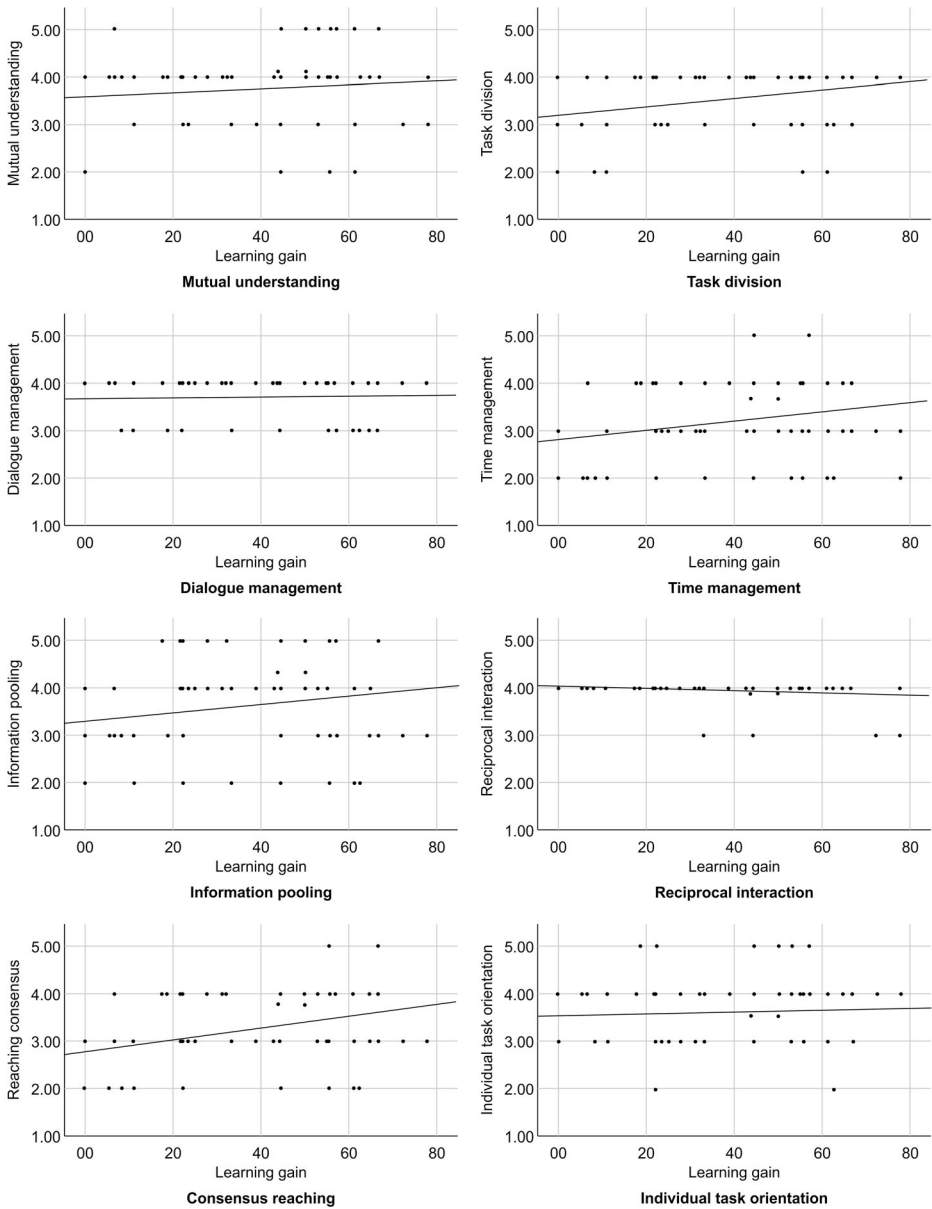 5.00
4.00
3.00
2.00
1.00
Mutual understanding
00 20 40 60 80
Learning gain
Mutual understanding
5.00
4.00
3.00
2.00
1.00
Task division
00 20 40 60 80
Learning gain
Task division
5.00
4.00
3.00
2.00
1.00
Dialogue management
00 20 40 60 80
Learning gain
Dialogue management
5.00
4.00
3.00
2.00
1.00
Time management
00 20 40 60 80
Learning gain
Time management
5.00
4.00
3.00
2.00
1.00
Information pooling
00 20 40 60 80
Learning gain
Information pooling
5.00
4.00
3.00
2.00
1.00
Reciprocal interaction
00 20 40 60 80
Learning gain
Reciprocal interaction
5.00
4.00
3.00
2.00
1.00
Reaching consensus
00 20 40 60 80
Learning gain
Consensus reaching
5.00
4.00
3.00
2.00
1.00
Individual task orientation
00 20 40 60 80
Learning gain
Individual task orientation